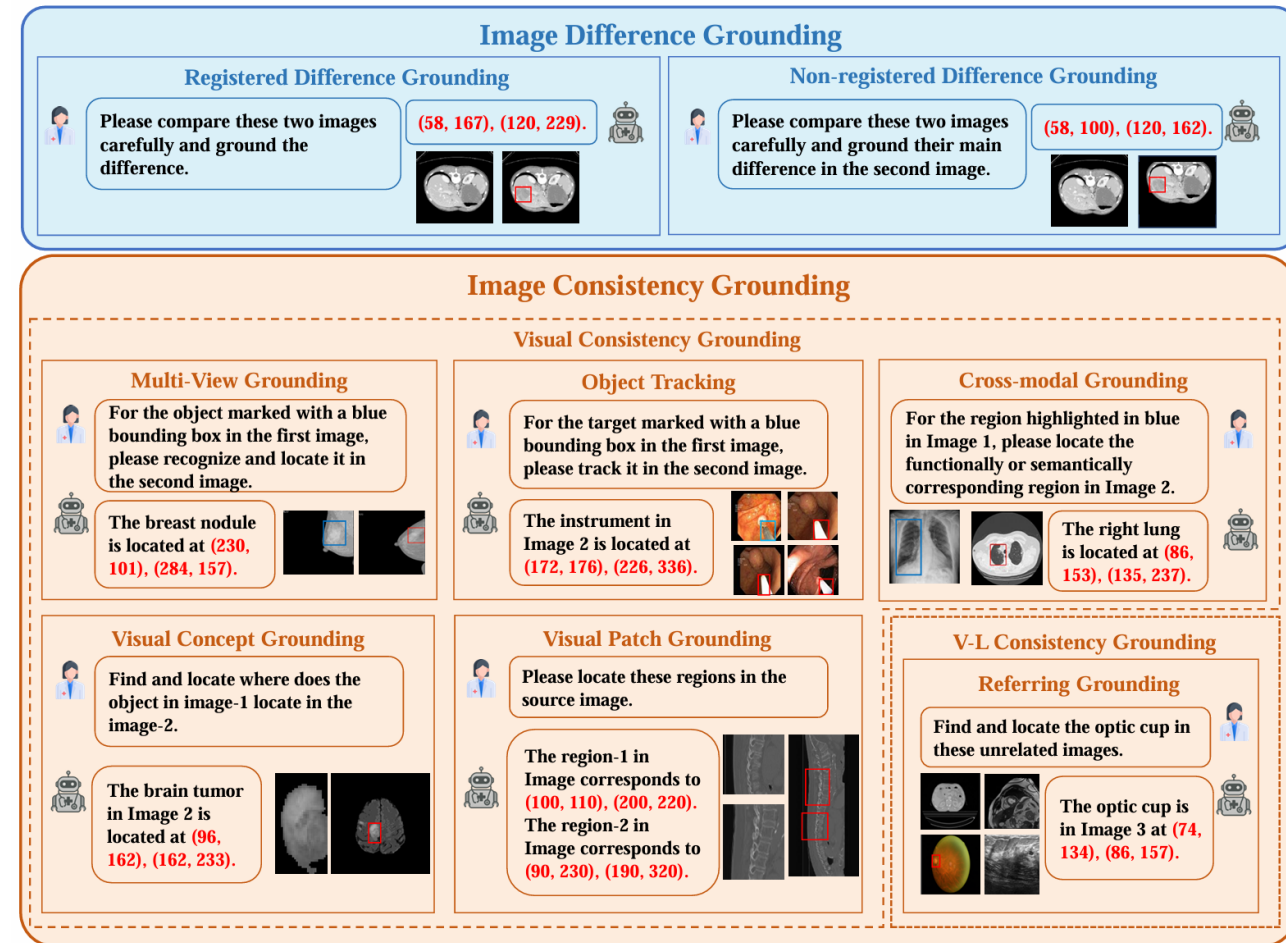 Image Difference Grounding
Registered Difference Grounding
Please compare these two images
carefully and ground the
difference.
(58, 167), (120, 229).
Non-registered Difference Grounding
Please compare these two images
carefully and ground their main
difference in the second image.
(58, 100), (120, 162).
Image Consistency Grounding
Visual Consistency Grounding
Multi-View Grounding
For the object marked with a blue
bounding box in the first image,
please recognize and locate it in
the second image.
The breast nodule
is located at (230,
101), (284, 157).
Object Tracking
For the target marked with a blue
bounding box in the first image,
please track it in the second image.
The instrument in
Image 2 is located at
(172, 176), (226, 336).
Cross-modal Grounding
For the region highlighted in blue
in Image 1, please locate the
functionally or semantically
corresponding region in Image 2.
The right lung
is located at (86,
153), (135, 237).
Visual Concept Grounding
Find and locate where does the
object in image-1 locate in the
image-2.
The brain tumor
in Image 2 is
located at (96,
162), (162, 233).
Visual Patch Grounding
Please locate these regions in the
source image.
The region-1 in
Image corresponds to
(100, 110), (200, 220).
The region-2 in
Image corresponds to
(90, 230), (190, 320).
V-L Consistency Grounding
Referring Grounding
Find and locate the optic cup in
these unrelated images.
The optic cup is
in Image 3 at (74,
134), (86, 157).